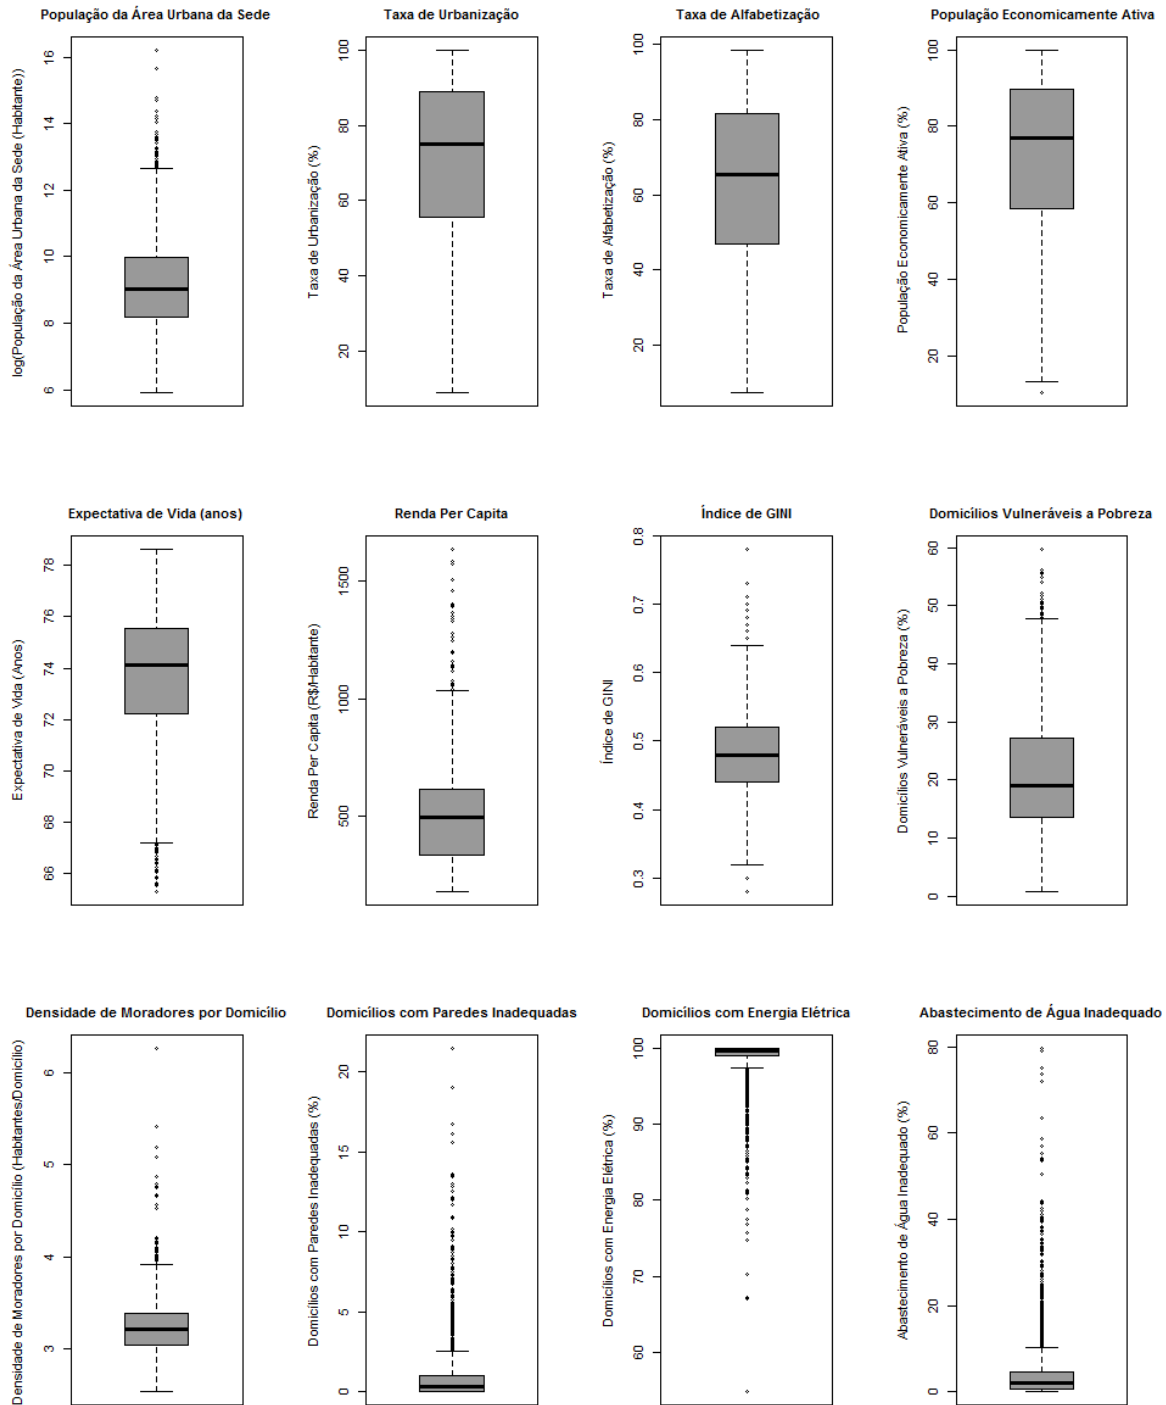 População da Área Urbana da Sede
log(População da Área Urbana da Sede (Habitante))
16
14
12
10
8
6
Taxa de Urbanização
Taxa de Urbanização (%)
100
80
60
40
20
Taxa de Alfabetização
Taxa de Alfabetização (%)
100
80
60
40
20
População Economicamente Ativa
População Economicamente Ativa (%)
100
80
60
40
20
Expectativa de Vida (anos)
Expectativa de Vida (Anos)
78
76
74
72
70
68
66
Renda Per Capita
Renda Per Capita (R$/Habitante)
1500
1000
500
Índice de GINI
Índice de GINI
0.8
0.7
0.6
0.5
0.4
0.3
Domicílios Vulneráveis a Pobreza
Domicílios Vulneráveis a Pobreza (%)
60
50
40
30
20
10
0
Densidade de Moradores por Domicílio
Densidade de Moradores por Domicílio (Habitantes/Domicílio)
6
5
4
3
Domicílios com Paredes Inadequadas
Domicílios com Paredes Inadequadas (%)
20
15
10
5
0
Domicílios com Energia Elétrica
Domicílios com Energia Elétrica (%)
100
90
80
70
60
Abastecimento de Água Inadequado
Abastecimento de Água Inadequado (%)
80
60
40
20
0